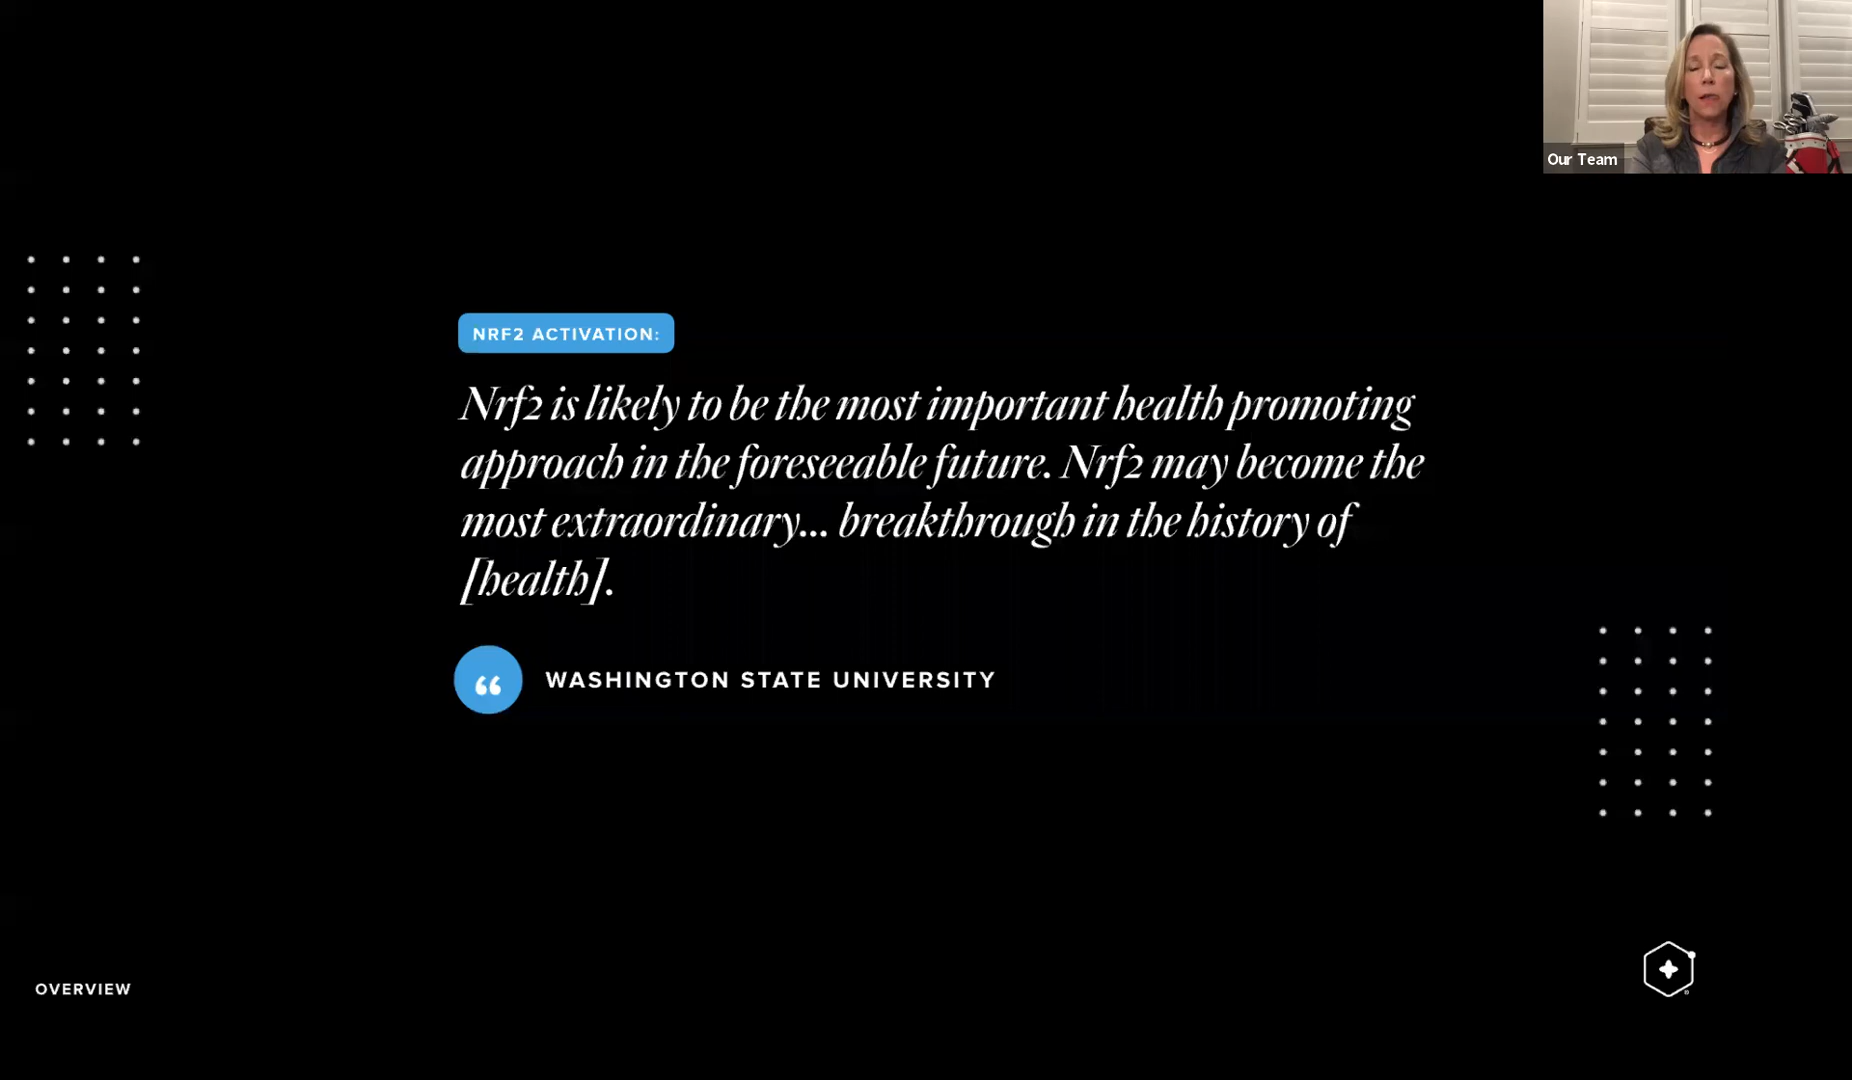 Our Team
NRF2 ACTIVATION:
Nrf2 is likely to be the most important health promoting
approach in the foreseeable future. Nrf2 may become the
most extraordinary... breakthrough in the history of
[health].
“ WASHINGTON STATE UNIVERSITY
OVERVIEW